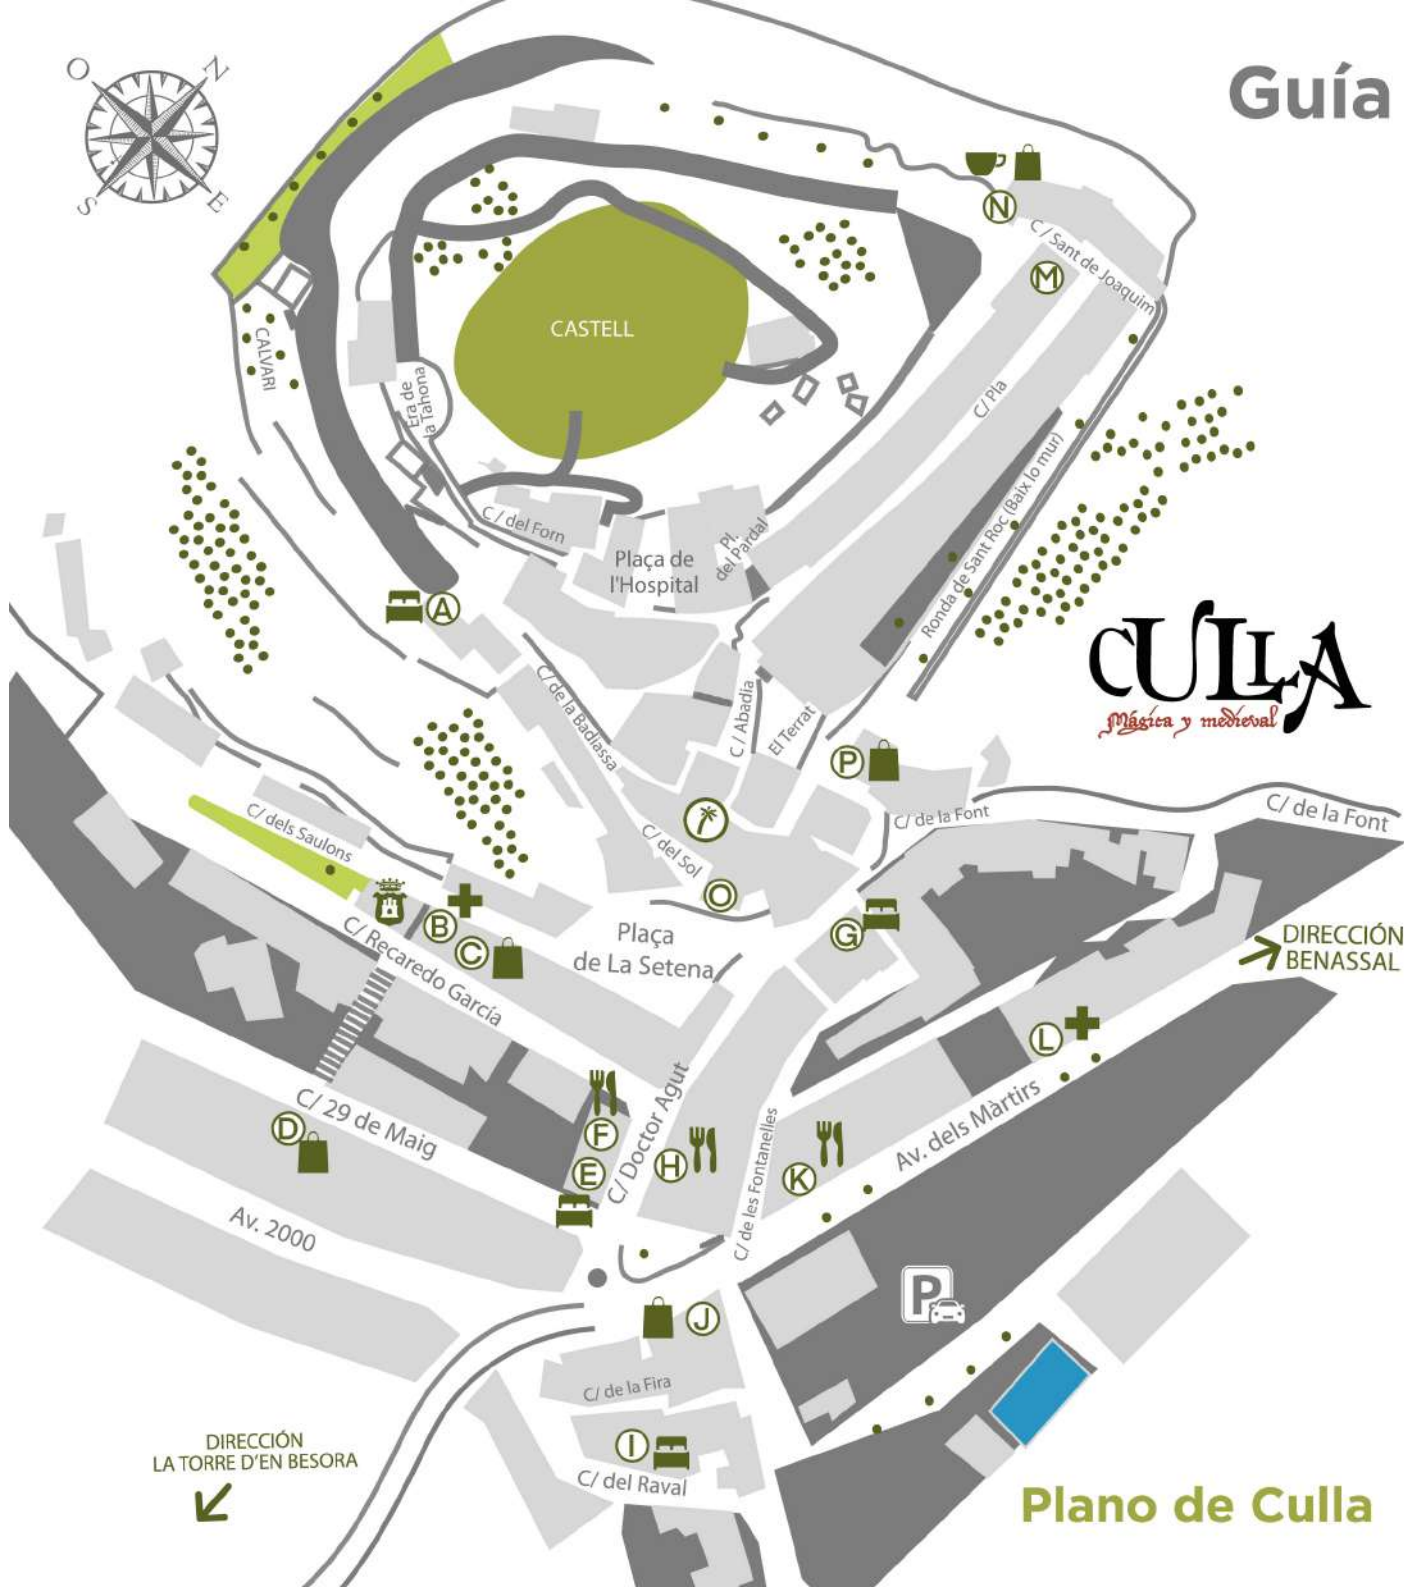 Guía
O
N
S
E
N
C/ Sant de Joaquim
M
CASTELL
CALVARI
Era de
la Tahona
C/ Pla
C/ del Forn
Plaça de
l'Hospital
Pl.
del Pardal
Ronda de Sant Roc (Baix lo mur)
A
CULLA
Mágica y medieval
C/ de la Badiassa
C/ Abadia
El Terrat
P
C/ de la Font
C/ de la Font
C/ dels Saulons
C/ del Sol
O
B
C
G
Plaça
de La Setena
C/ Recaredo García
DIRECCIÓN
BENASSAL
L
C/ 29 de Maig
D
F
E
C/ Doctor Agut
H
C/ de les Fontanelles
K
Av. dels Màrtirs
Av. 2000
P
J
C/ de la Fira
I
C/ del Raval
DIRECCIÓN
LA TORRE D'EN BESORA
Plano de Culla